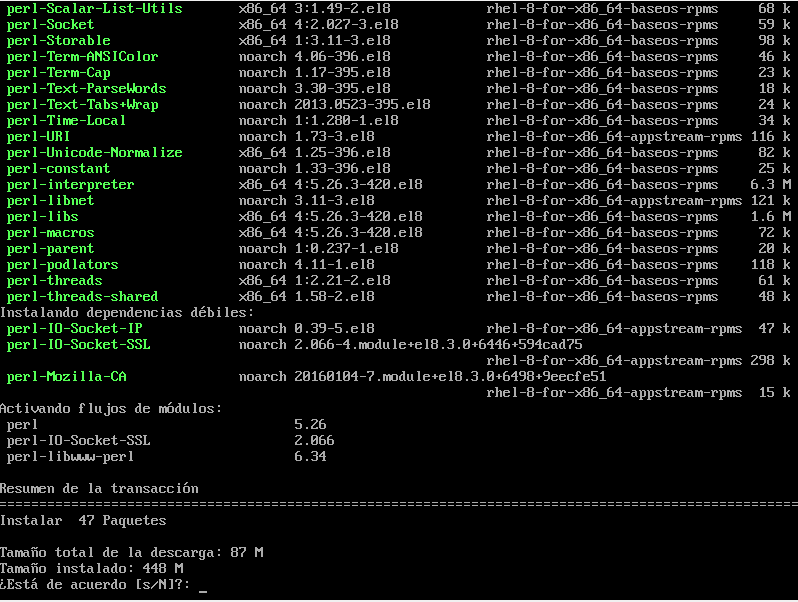 perl-Scalar-List-Utils x86_64 3:1.49-2.el8 rhel-8-for-x86_64-baseos-rpms 68 k
perl-Socket x86_64 4:2.027-3.el8 rhel-8-for-x86_64-baseos-rpms 59 k
perl-Storable x86_64 1:3.11-3.el8 rhel-8-for-x86_64-baseos-rpms 98 k
perl-Term-ANSIColor noarch 4.06-396.el8 rhel-8-for-x86_64-baseos-rpms 46 k
perl-Term-Cap noarch 1.17-395.el8 rhel-8-for-x86_64-baseos-rpms 23 k
perl-Text-ParseWords noarch 3.30-395.el8 rhel-8-for-x86_64-baseos-rpms 18 k
perl-Text-Tabs+Wrap noarch 2013.0523-395.el8 rhel-8-for-x86_64-baseos-rpms 24 k
perl-Time-Local noarch 1:1.280-1.el8 rhel-8-for-x86_64-baseos-rpms 34 k
perl-URI noarch 1.73-3.el8 rhel-8-for-x86_64-appstream-rpms 116 k
perl-Unicode-Normalize x86_64 1.25-396.el8 rhel-8-for-x86_64-baseos-rpms 82 k
perl-constant noarch 1.33-396.el8 rhel-8-for-x86_64-baseos-rpms 25 k
perl-interpreter x86_64 4:5.26.3-420.el8 rhel-8-for-x86_64-baseos-rpms 6.3 M
perl-libnet noarch 3.11-3.el8 rhel-8-for-x86_64-appstream-rpms 121 k
perl-libs x86_64 4:5.26.3-420.el8 rhel-8-for-x86_64-baseos-rpms 1.6 M
perl-macros x86_64 4:5.26.3-420.el8 rhel-8-for-x86_64-baseos-rpms 72 k
perl-parent noarch 1:0.237-1.el8 rhel-8-for-x86_64-baseos-rpms 20 k
perl-podlators noarch 4.11-1.el8 rhel-8-for-x86_64-baseos-rpms 118 k
perl-threads x86_64 1:2.21-2.el8 rhel-8-for-x86_64-baseos-rpms 61 k
perl-threads-shared x86_64 1.58-2.el8 rhel-8-for-x86_64-baseos-rpms 48 k
Instalando dependencias débiles:
perl-IO-Socket-IP noarch 0.39-5.el8 rhel-8-for-x86_64-appstream-rpms 47 k
perl-IO-Socket-SSL noarch 2.066-4.module+el8.3.0+6446+594cad75
rhel-8-for-x86_64-appstream-rpms 298 k
perl-Mozilla-CA noarch 20160104-7.module+el8.3.0+6498+9eecfe51
rhel-8-for-x86_64-appstream-rpms 15 k
Activando flujos de módulos:
perl 5.26
perl-IO-Socket-SSL 2.066
perl-libwww-perl 6.34
Resumen de la transacción
====================================================================================================
Instalar 47 Paquetes
Tamaño total de la descarga: 87 M
Tamaño instalado: 448 M
¿Está de acuerdo [s/N]?: _